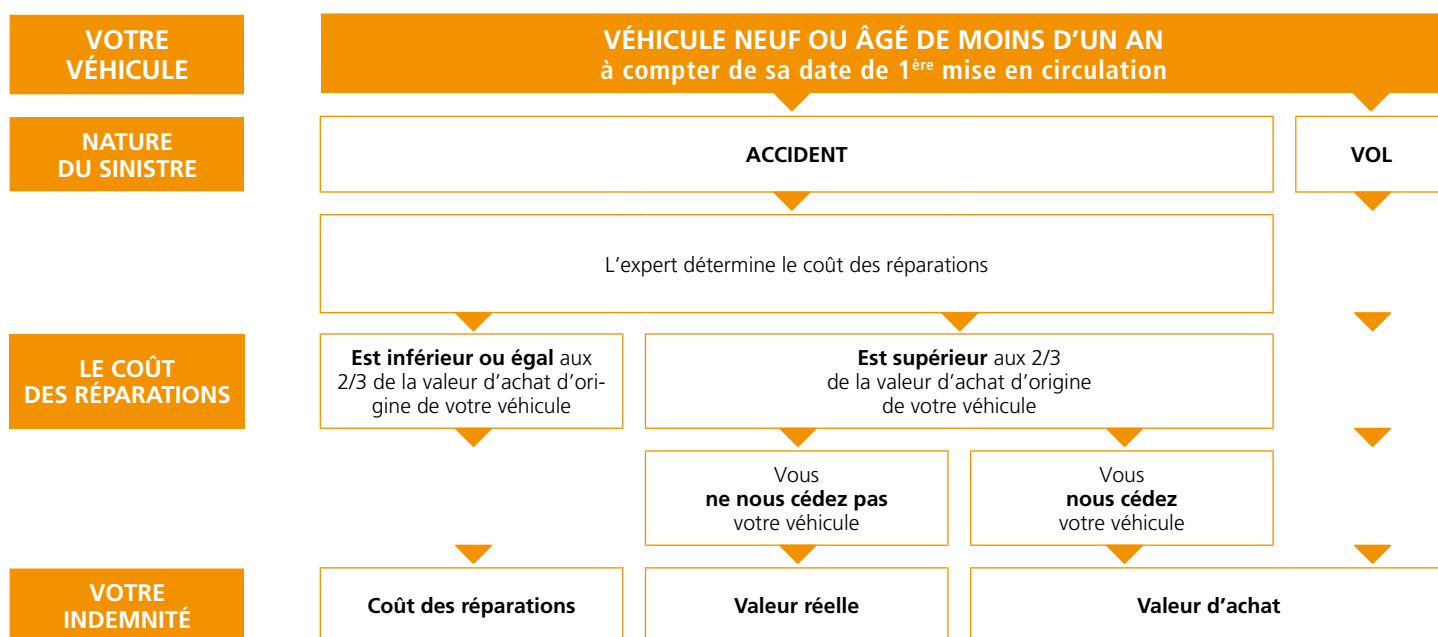 VOTRE
VÉHICULE
VÉHICULE NEUF OU ÂGÉ DE MOINS D'UN AN
à compter de sa date de 1ère mise en circulation
NATURE
DU SINISTRE
ACCIDENT
VOL
L'expert détermine le coût des réparations
LE COÛT
DES RÉPARATIONS
Est inférieur ou égal aux
2/3 de la valeur d'achat d'ori-
gine de votre véhicule
Est supérieur aux 2/3
de la valeur d'achat d'origine
de votre véhicule
Vous
ne nous cédez pas
votre véhicule
Vous
nous cédez
votre véhicule
VOTRE
INDEMNITÉ
Coût des réparations
Valeur réelle
Valeur d'achat